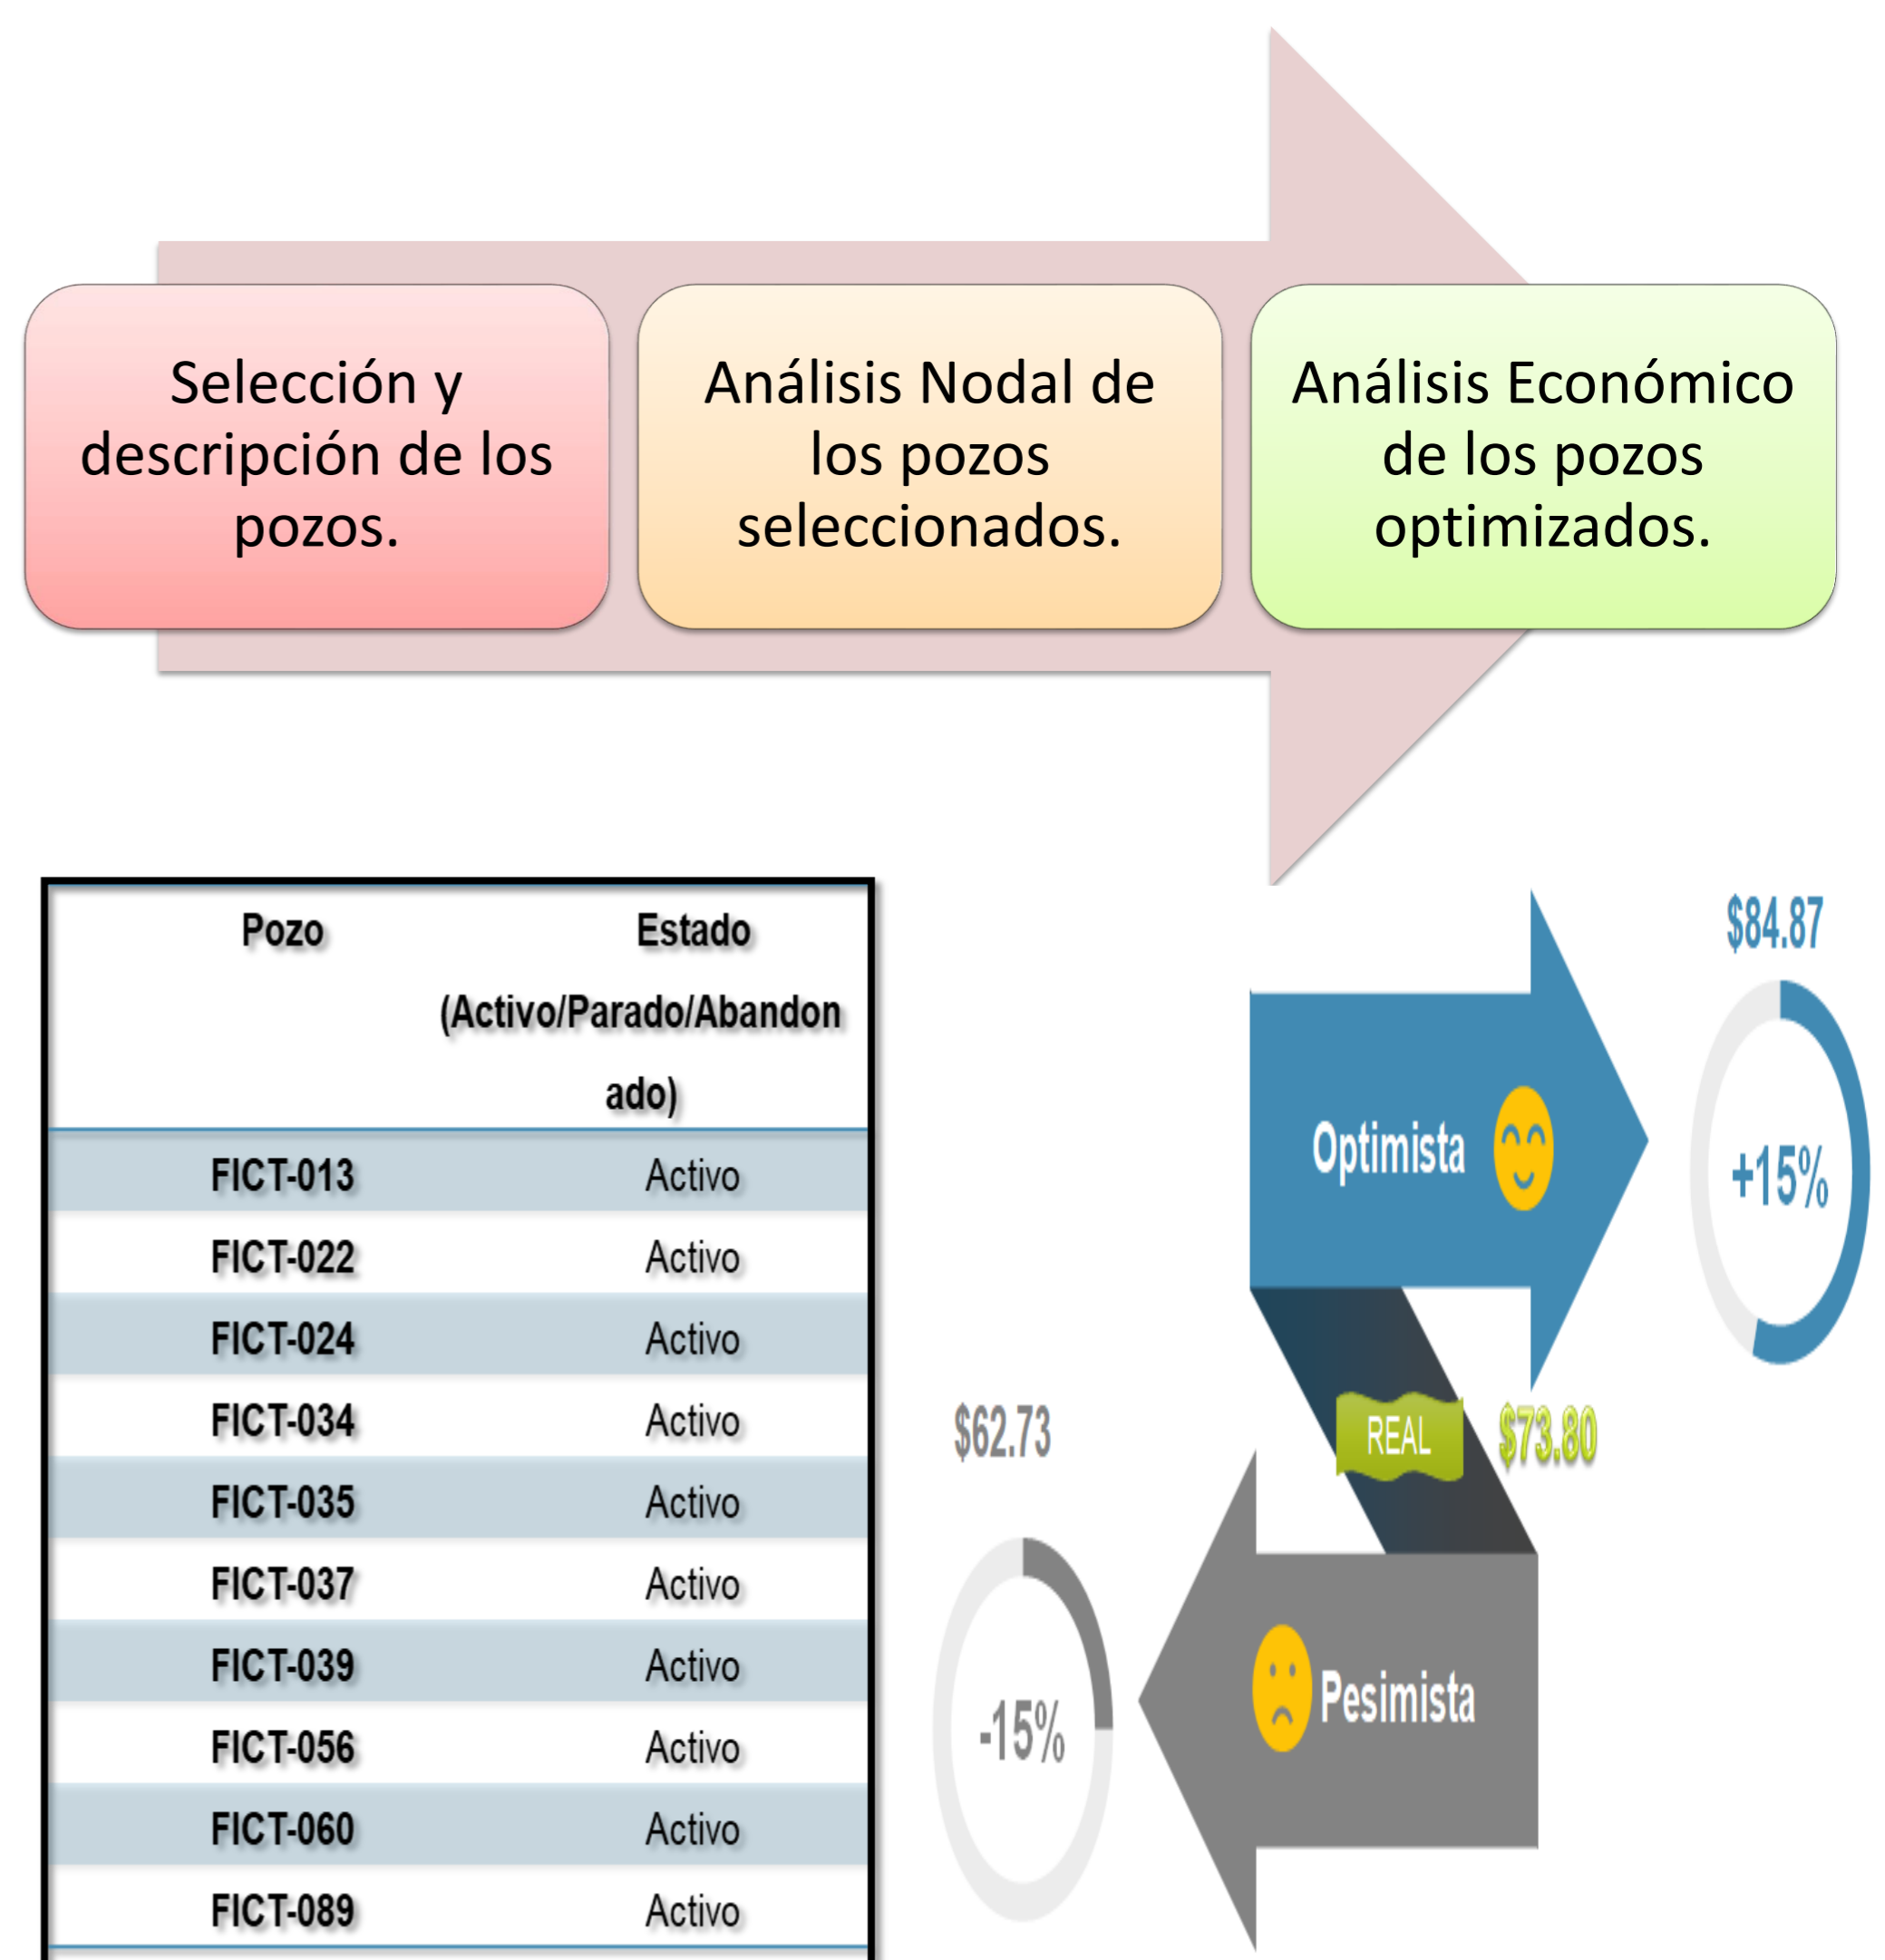 Selección y
descripción de los
pozos.
Análisis Nodal de
los pozos
seleccionados.
Análisis Económico
de los pozos
optimizados.
Pozo Estado
(Activo/Parado/Abandon
ado)
FICT-013 Activo
FICT-022 Activo
FICT-024 Activo
FICT-034 Activo
FICT-035 Activo
FICT-037 Activo
FICT-039 Activo
FICT-056 Activo
FICT-060 Activo
FICT-089 Activo
$84.87
Optimista
+15%
REAL $73.80
$62.73
-15%
Pesimista